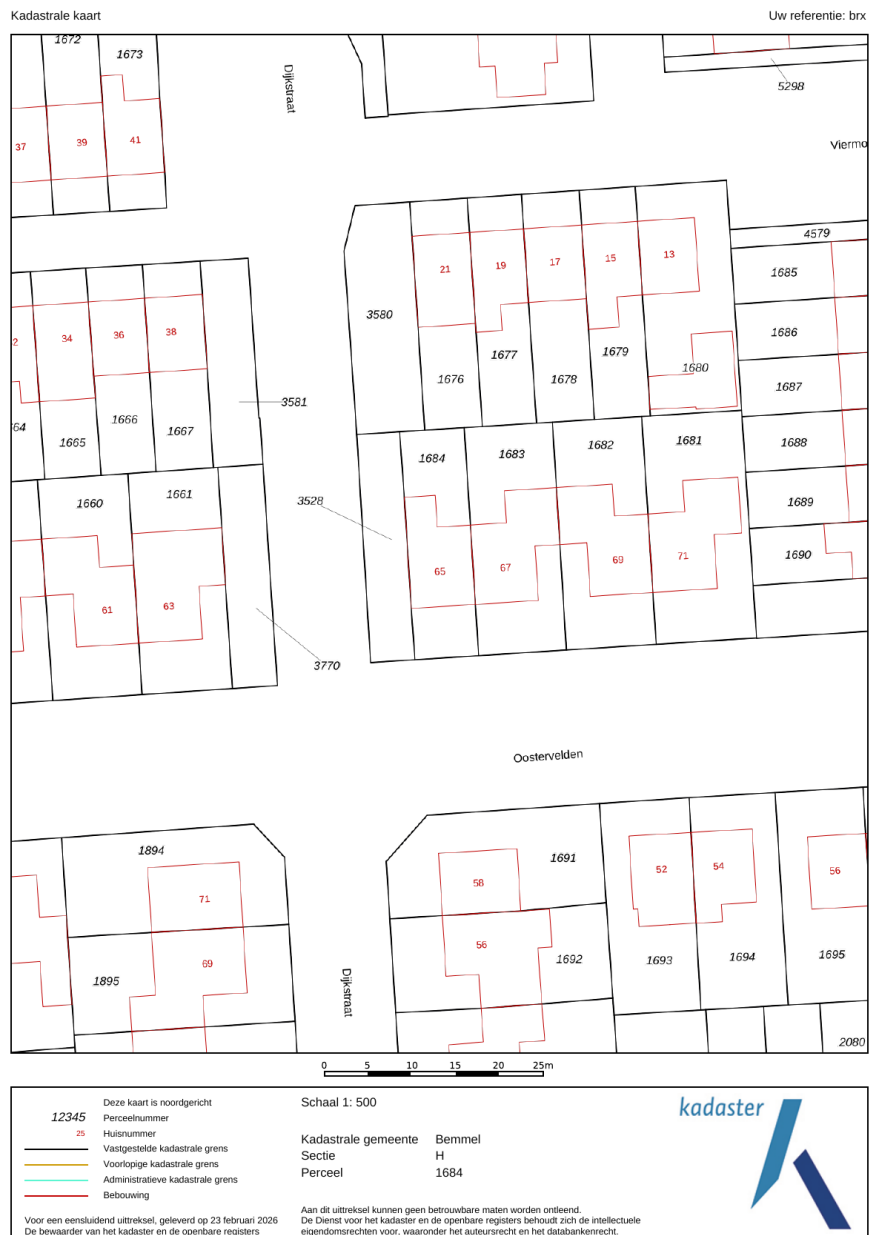 Kadastrale kaart
Uw referentie: brx
1672
1673
Dijkstraat
5298
37
39
41
Viermo
4579
21
19
17
15
13
1685
3580
1686
2
34
36
38
1677
1679
1676
1678
1680
1687
3581
64
1665
1666
1667
1684
1683
1682
1681
1688
1660
1661
3528
1689
1690
65
67
69
71
61
63
3770
Oostervelden
1894
1691
58
52
54
56
71
56
1692
1693
1694
1695
69
1895
Dijkstraat
2080
0 5 10 15 20 25m
Deze kaart is noordgericht
12345 Perceelnummer
25 Huisnummer
Vastgestelde kadastrale grens
Voorlopige kadastrale grens
Administratieve kadastrale grens
Bebouwing
Voor een eensluidend uittreksel, geleverd op 23 februari 2026
De bewaarder van het kadaster en de openbare registers
Schaal 1: 500
Kadastrale gemeente Bemmel
Sectie H
Perceel 1684
Aan dit uittreksel kunnen geen betrouwbare maten worden ontleend.
De Dienst voor het kadaster en de openbare registers behoudt zich de intellectuele
eigendomsrechten voor, waaronder het auteursrecht en het databankenrecht.
kadaster